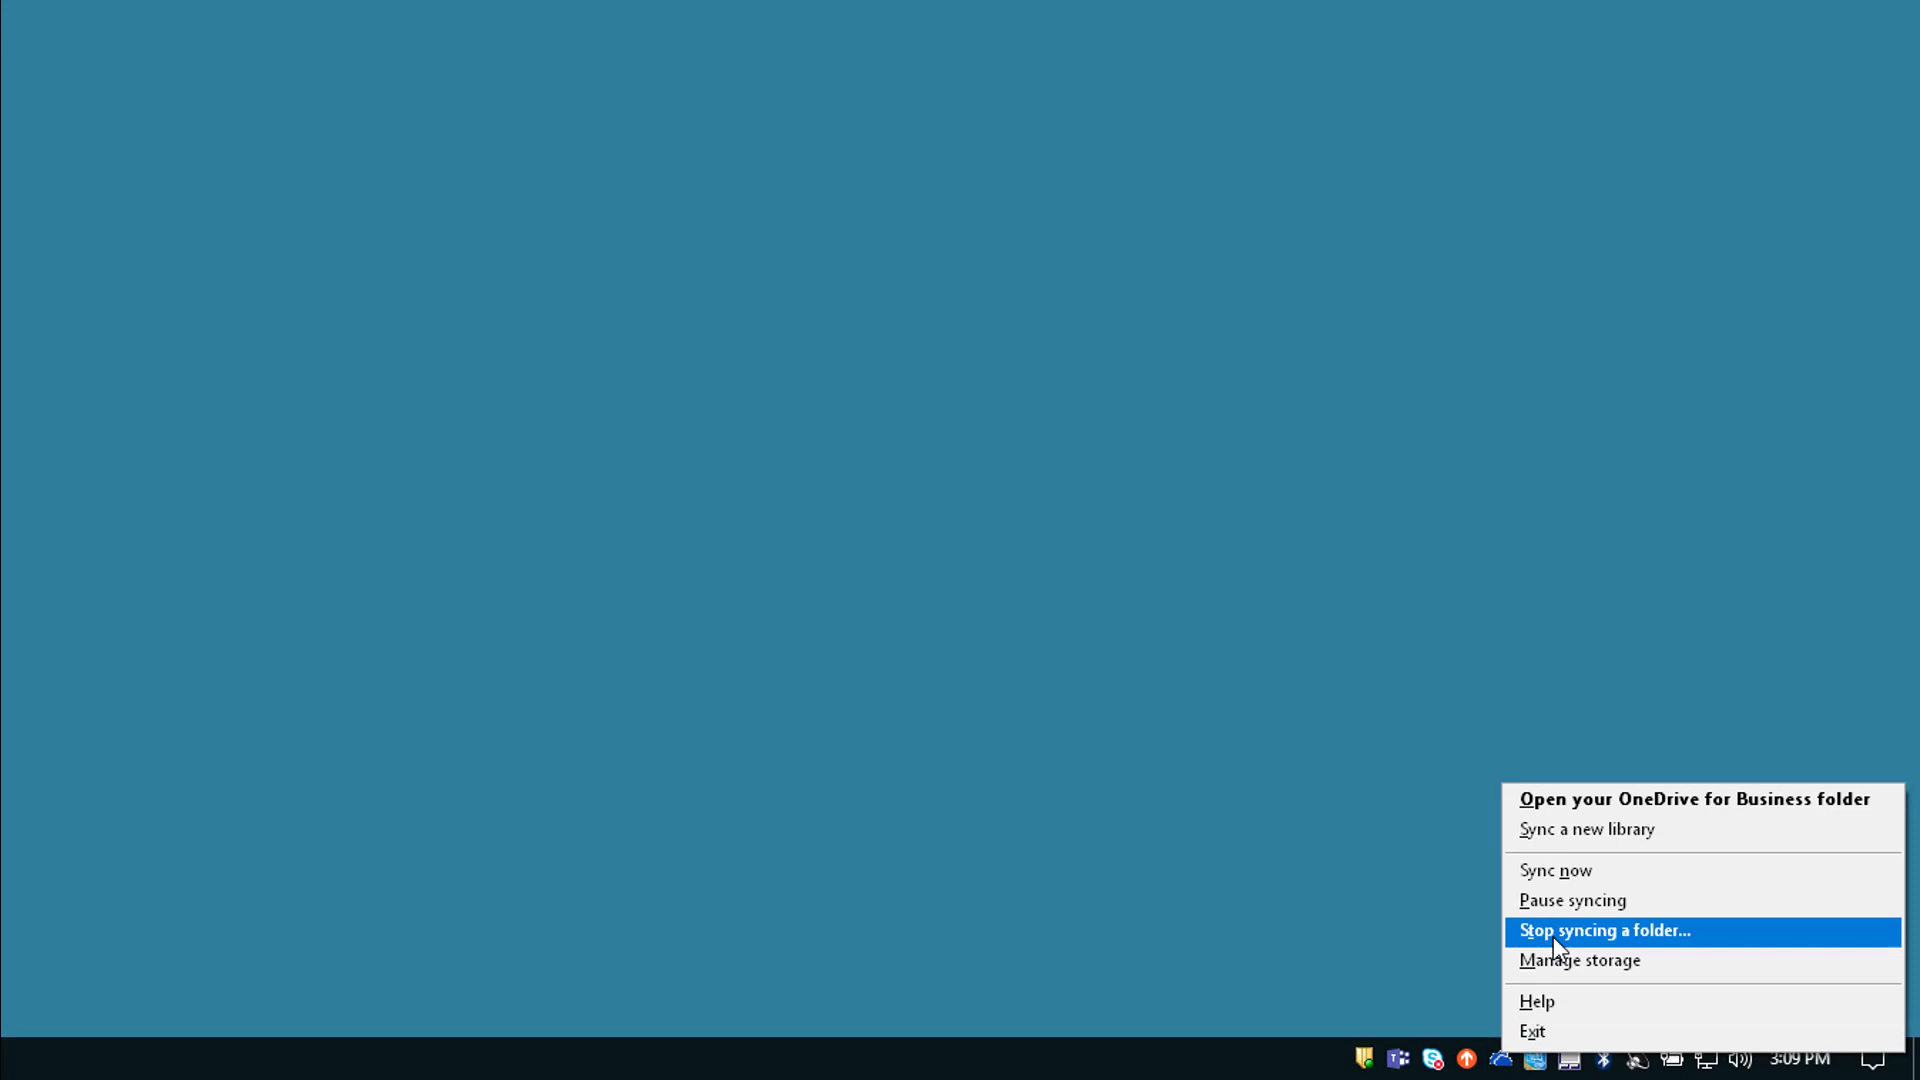 Open your OneDrive for Business folder
Sync a new library
Sync now
Pause syncing
Stop syncing a folder...
Manage storage
Help
Exit
3:09 PM